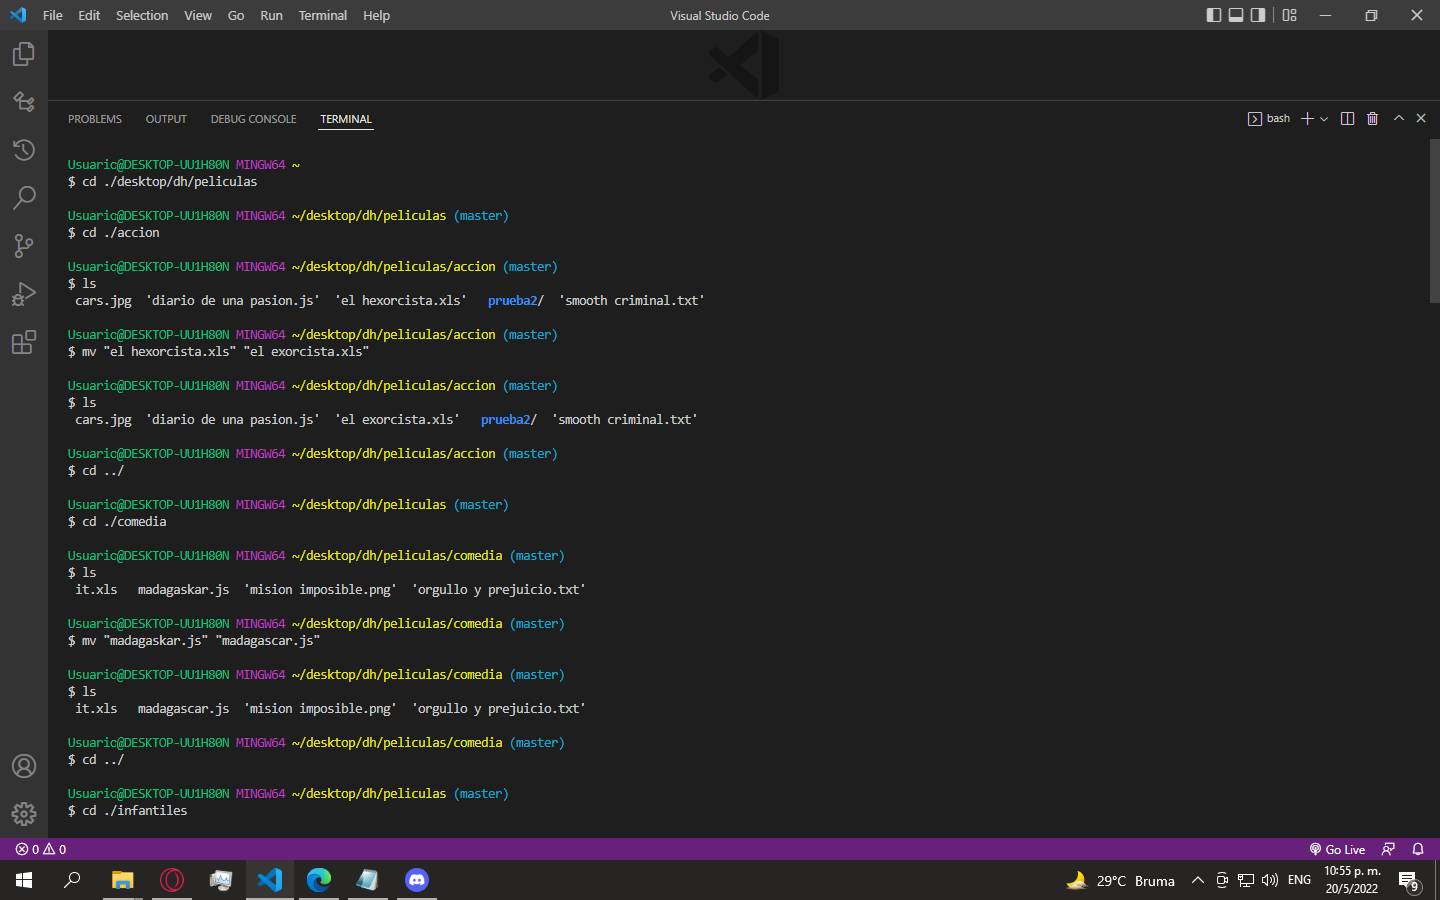 File Edit Selection View Go Run Terminal Help Visual Studio Code
PROBLEMS OUTPUT DEBUG CONSOLE TERMINAL bash
Usuario@DESKTOP-UU1H80N MINGW64 ~
$ cd ./desktop/dh/peliculas
Usuario@DESKTOP-UU1H80N MINGW64 ~/desktop/dh/peliculas (master)
$ cd ./accion
Usuario@DESKTOP-UU1H80N MINGW64 ~/desktop/dh/peliculas/accion (master)
$ ls
cars.jpg 'diario de una pasion.js' 'el hexorcista.xls' prueba2/ 'smooth criminal.txt'
Usuario@DESKTOP-UU1H80N MINGW64 ~/desktop/dh/peliculas/accion (master)
$ mv "el hexorcista.xls" "el exorcista.xls"
Usuario@DESKTOP-UU1H80N MINGW64 ~/desktop/dh/peliculas/accion (master)
$ ls
cars.jpg 'diario de una pasion.js' 'el exorcista.xls' prueba2/ 'smooth criminal.txt'
Usuario@DESKTOP-UU1H80N MINGW64 ~/desktop/dh/peliculas/accion (master)
$ cd ../
Usuario@DESKTOP-UU1H80N MINGW64 ~/desktop/dh/peliculas (master)
$ cd ./comedia
Usuario@DESKTOP-UU1H80N MINGW64 ~/desktop/dh/peliculas/comedia (master)
$ ls
it.xls madagaskar.js 'mision imposible.png' 'orgullo y prejuicio.txt'
Usuario@DESKTOP-UU1H80N MINGW64 ~/desktop/dh/peliculas/comedia (master)
$ mv "madagaskar.js" "madagascar.js"
Usuario@DESKTOP-UU1H80N MINGW64 ~/desktop/dh/peliculas/comedia (master)
$ ls
it.xls madagascar.js 'mision imposible.png' 'orgullo y prejuicio.txt'
Usuario@DESKTOP-UU1H80N MINGW64 ~/desktop/dh/peliculas/comedia (master)
$ cd ../
Usuario@DESKTOP-UU1H80N MINGW64 ~/desktop/dh/peliculas (master)
$ cd ./infantiles
0 0 Go Live
29°C Bruma ENG 10:55 p. m.
20/5/2022 9